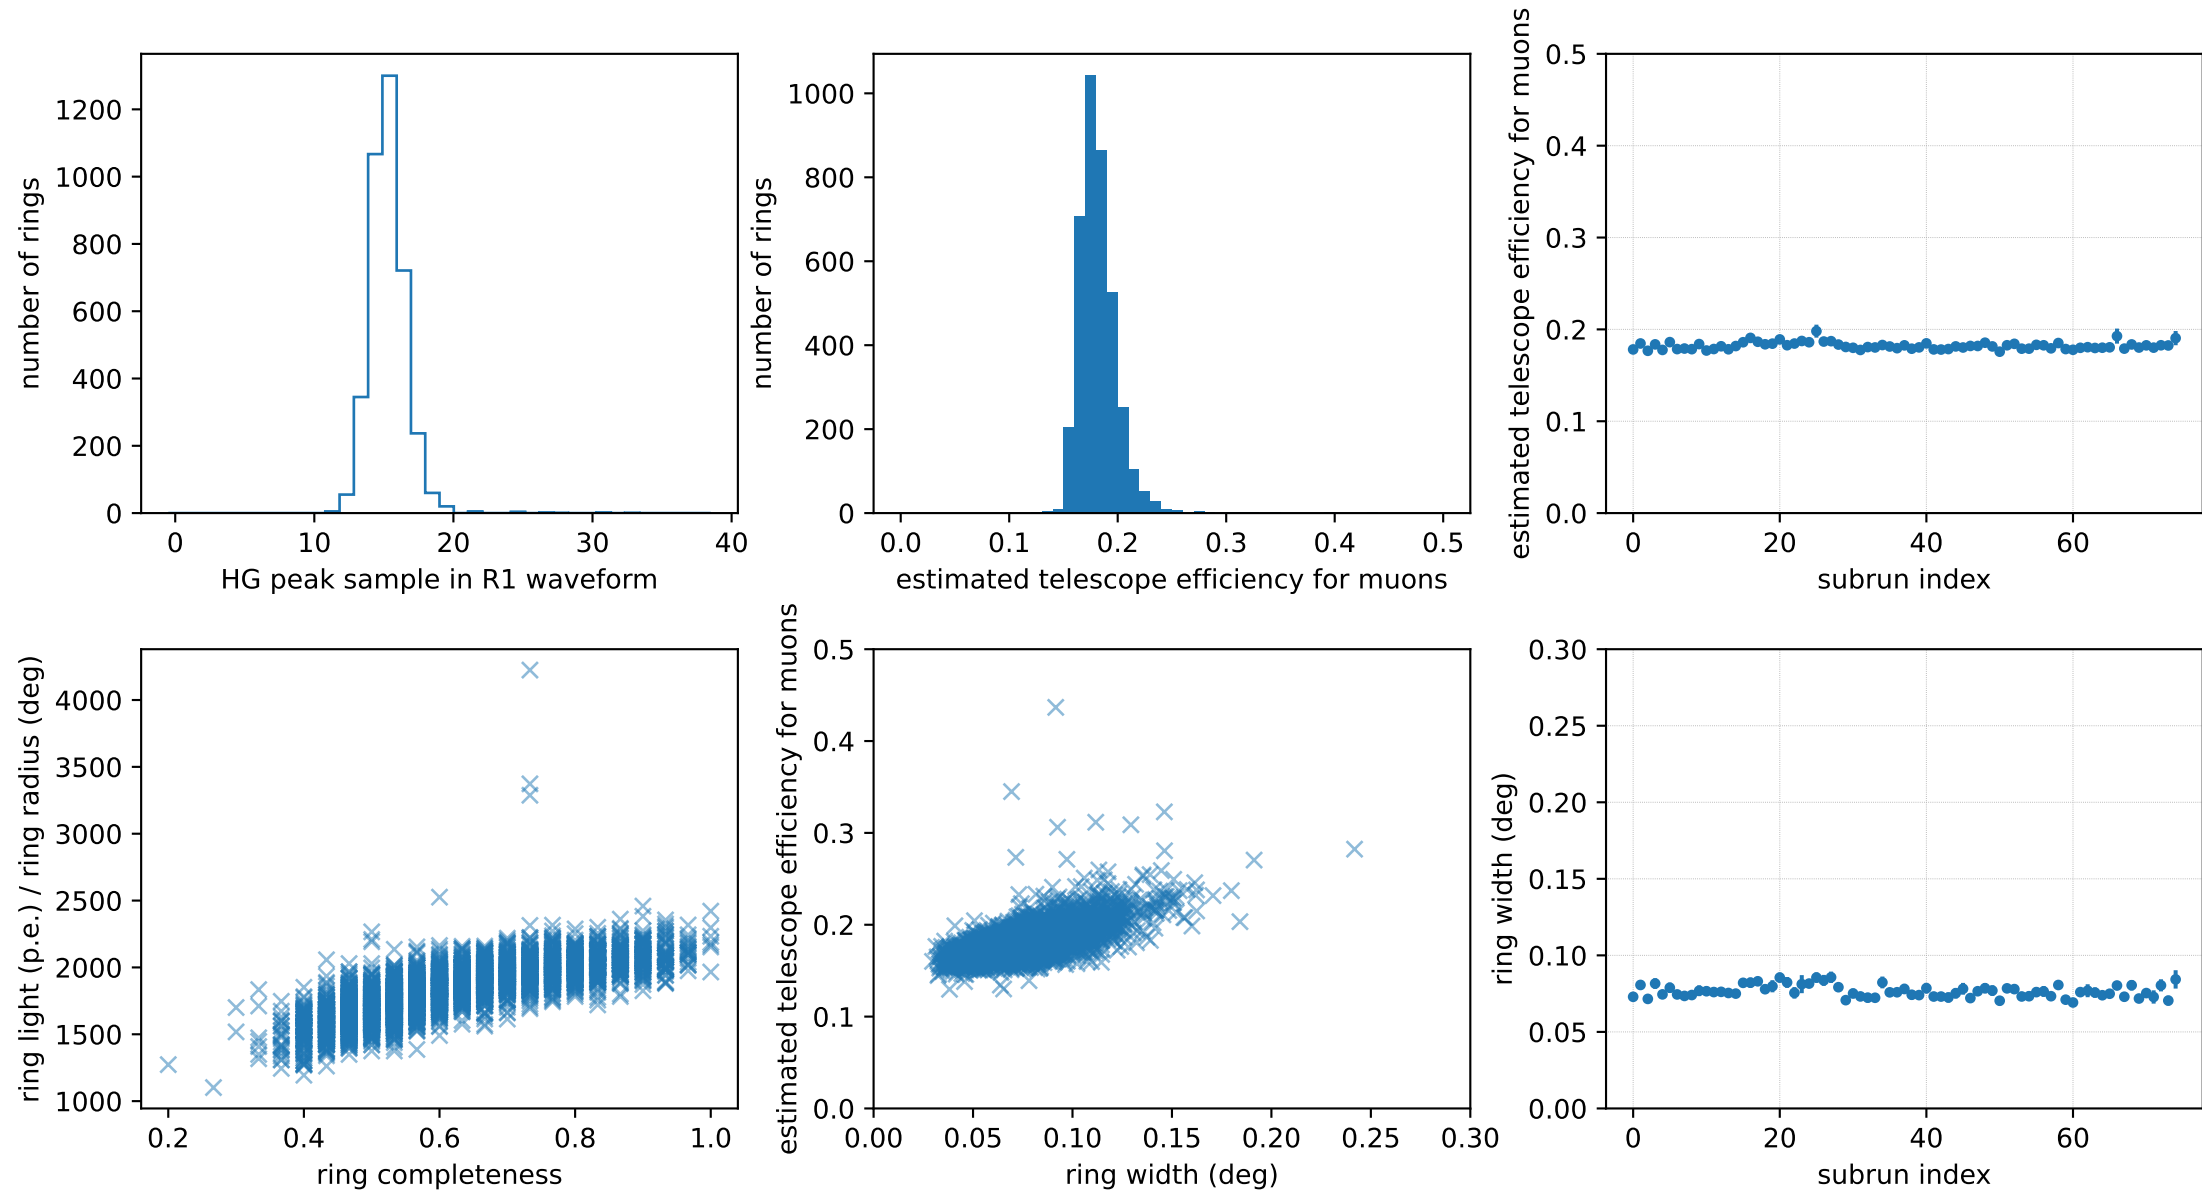 number of rings
1200
1000
800
600
400
200
0
0 10 20 30 40
HG peak sample in R1 waveform
number of rings
1000
800
600
400
200
0
0.0 0.1 0.2 0.3 0.4 0.5
estimated telescope efficiency for muons
estimated telescope efficiency for muons
0.5
0.4
0.3
0.2
0.1
0.0
0 20 40 60
subrun index
ring light (p.e.) / ring radius (deg)
4000
3500
3000
2500
2000
1500
1000
0.2 0.4 0.6 0.8 1.0
ring completeness
estimated telescope efficiency for muons
0.5
0.4
0.3
0.2
0.1
0.0
0.00 0.05 0.10 0.15 0.20 0.25 0.30
ring width (deg)
ring width (deg)
0.30
0.25
0.20
0.15
0.10
0.05
0.00
0 20 40 60
subrun index